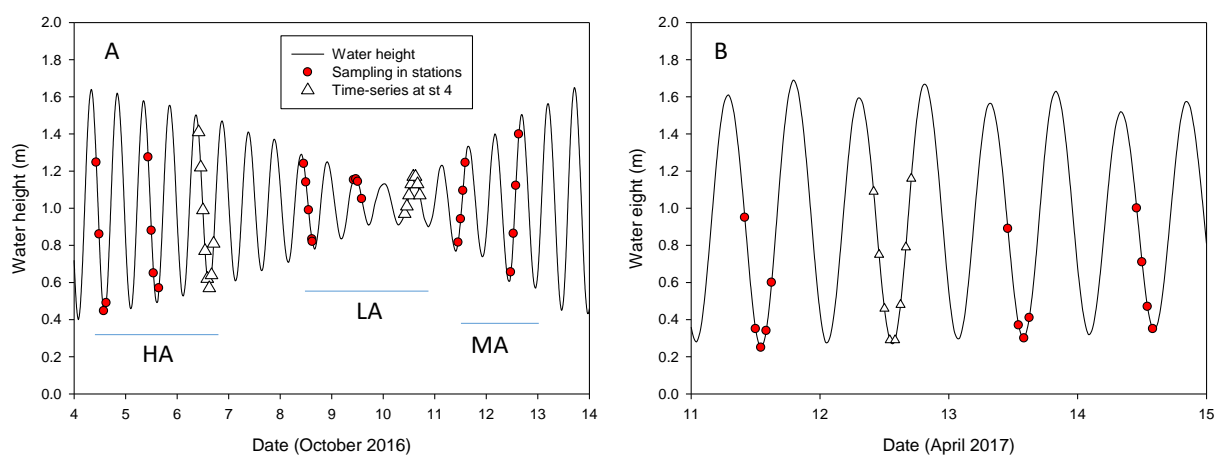 A
Water height
Sampling in stations
Time-series at st 4
Water height (m)
2.0
1.8
1.6
1.4
1.2
1.0
0.8
0.6
0.4
0.2
0.0
HA
LA
MA
4 5 6 7 8 9 10 11 12 13 14
Date (October 2016)
B
Water eight (m)
2.0
1.8
1.6
1.4
1.2
1.0
0.8
0.6
0.4
0.2
0.0
11 12 13 14 15
Date (April 2017)